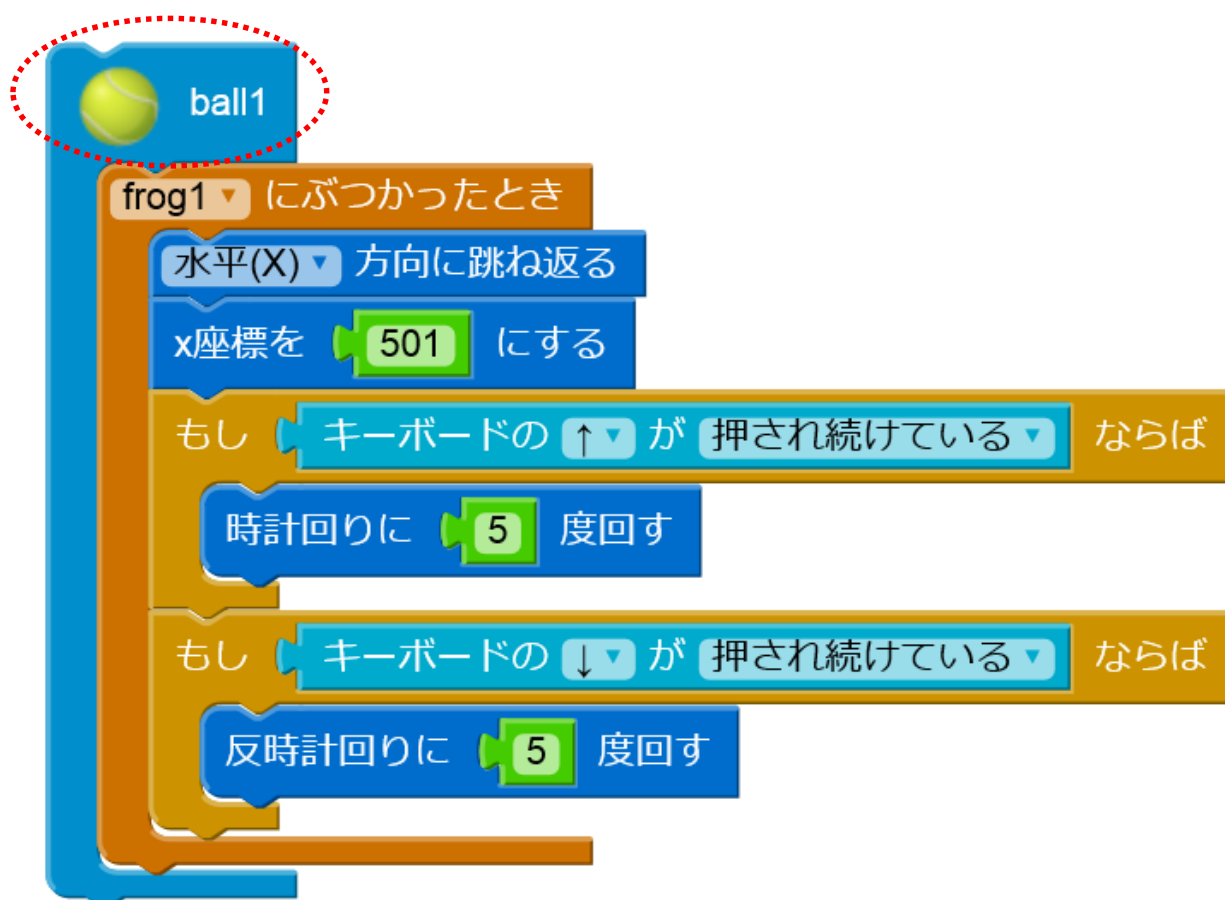 ball1
frog1 にぶつかったとき
水平(X) 方向に跳ね返る
x座標を 501 にする
もし キーボードの ↑ が 押され続けている ならば
時計回りに 5 度回す
もし キーボードの ↓ が 押され続けている ならば
反時計回りに 5 度回す